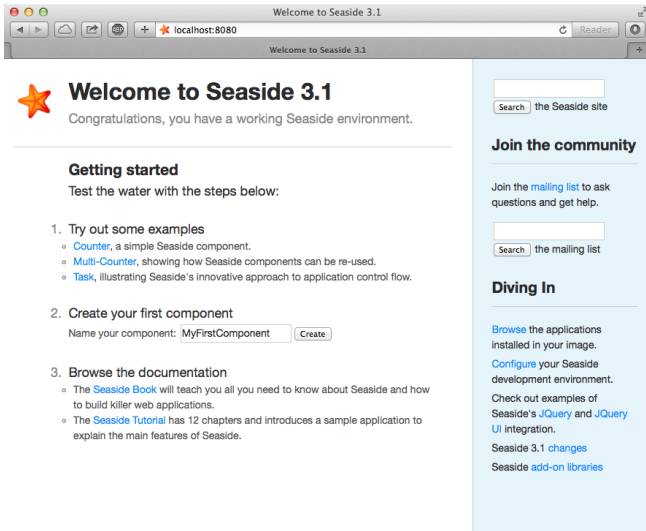 Welcome to Seaside 3.1
localhost:8080
Reader
Welcome to Seaside 3.1
Welcome to Seaside 3.1
Congratulations, you have a working Seaside environment.
Getting started
Test the water with the steps below:
1. Try out some examples
Counter, a simple Seaside component.
Multi-Counter, showing how Seaside components can be re-used.
Task, illustrating Seaside's innovative approach to application control flow.
2. Create your first component
Name your component: MyFirstComponent Create
3. Browse the documentation
The Seaside Book will teach you all you need to know about Seaside and how
to build killer web applications.
The Seaside Tutorial has 12 chapters and introduces a sample application to
explain the main features of Seaside.
Search the Seaside site
Join the community
Join the mailing list to ask
questions and get help.
Search the mailing list
Diving In
Browse the applications
installed in your image.
Configure your Seaside
development environment.
Check out examples of
Seaside's JQuery and JQuery
UI integration.
Seaside 3.1 changes
Seaside add-on libraries